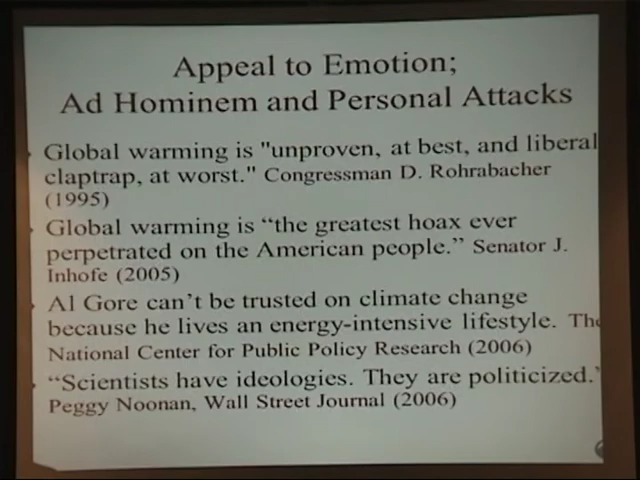 Appeal to Emotion;
Ad Hominem and Personal Attacks
Global warming is "unproven, at best, and liberal
claptrap, at worst." Congressman D. Rohrabacher
(1995)
Global warming is “the greatest hoax ever
perpetrated on the American people.” Senator J.
Inhofe (2005)
Al Gore can’t be trusted on climate change
because he lives an energy-intensive lifestyle. The
National Center for Public Policy Research (2006)
“Scientists have ideologies. They are politicized.”
Peggy Noonan, Wall Street Journal (2006)